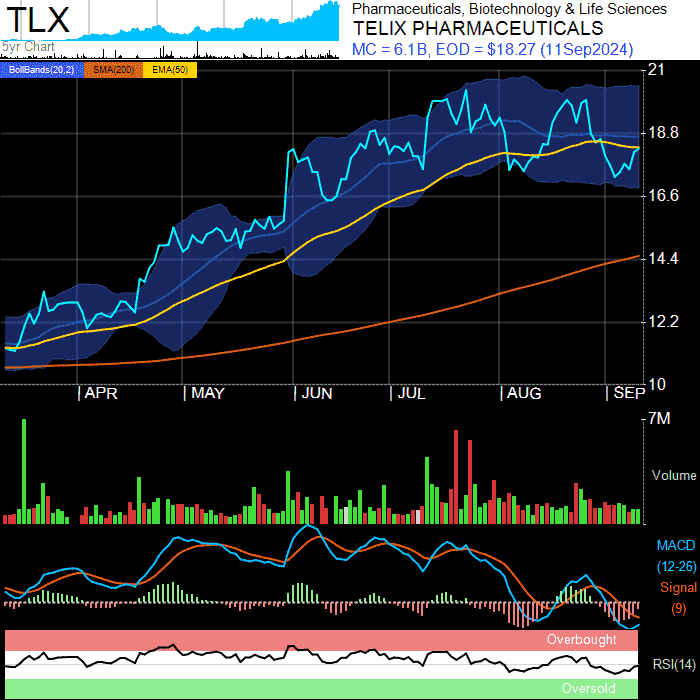 TLX
Pharmaceuticals, Biotechnology & Life Sciences
TELIX PHARMACEUTICALS
5yr Chart
MC = 6.1B, EOD = $18.27 (11Sep2024)
BollBands(20,2) SMA(200) EMA(50)
21
18.8
16.6
14.4
12.2
10
| APR | MAY | JUN | JUL | AUG | SEP
7M
Volume
MACD
(12-26)
Signal
(9)
Overbought
RSI(14)
Oversold